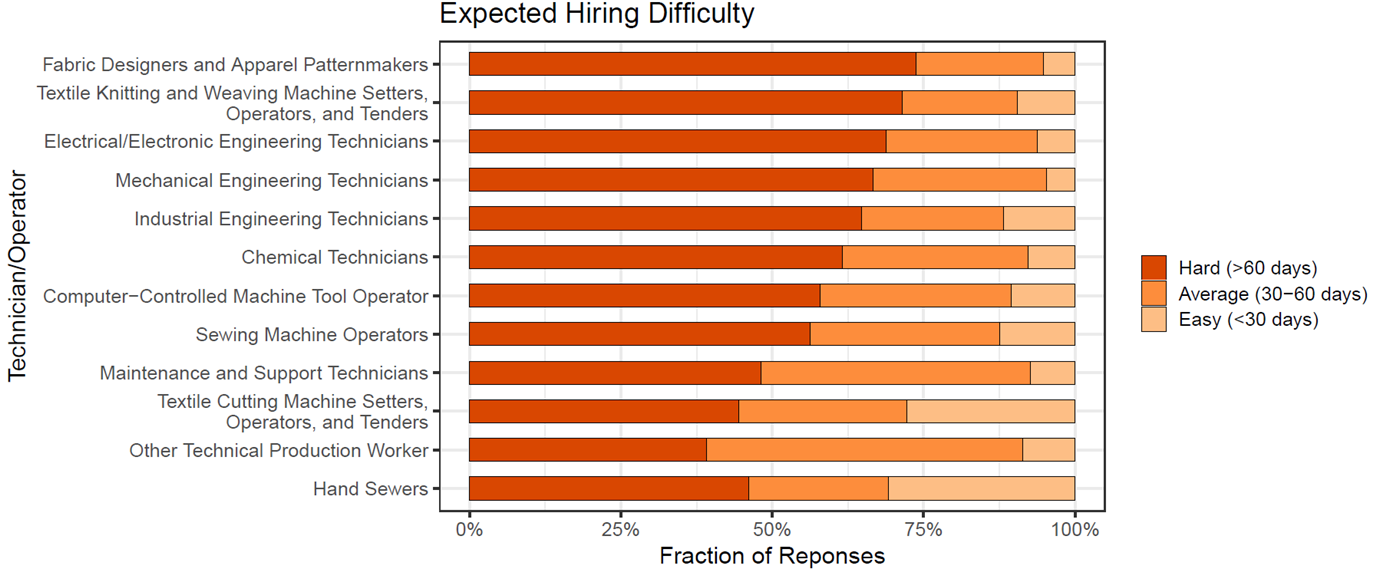 Expected Hiring Difficulty
Technician/Operator
Fabric Designers and Apparel Patternmakers
Textile Knitting and Weaving Machine Setters,
Operators, and Tenders
Electrical/Electronic Engineering Technicians
Mechanical Engineering Technicians
Industrial Engineering Technicians
Chemical Technicians
Computer−Controlled Machine Tool Operator
Sewing Machine Operators
Maintenance and Support Technicians
Textile Cutting Machine Setters,
Operators, and Tenders
Other Technical Production Worker
Hand Sewers
0% 25% 50% 75% 100%
Fraction of Reponses
Hard (>60 days)
Average (30−60 days)
Easy (<30 days)